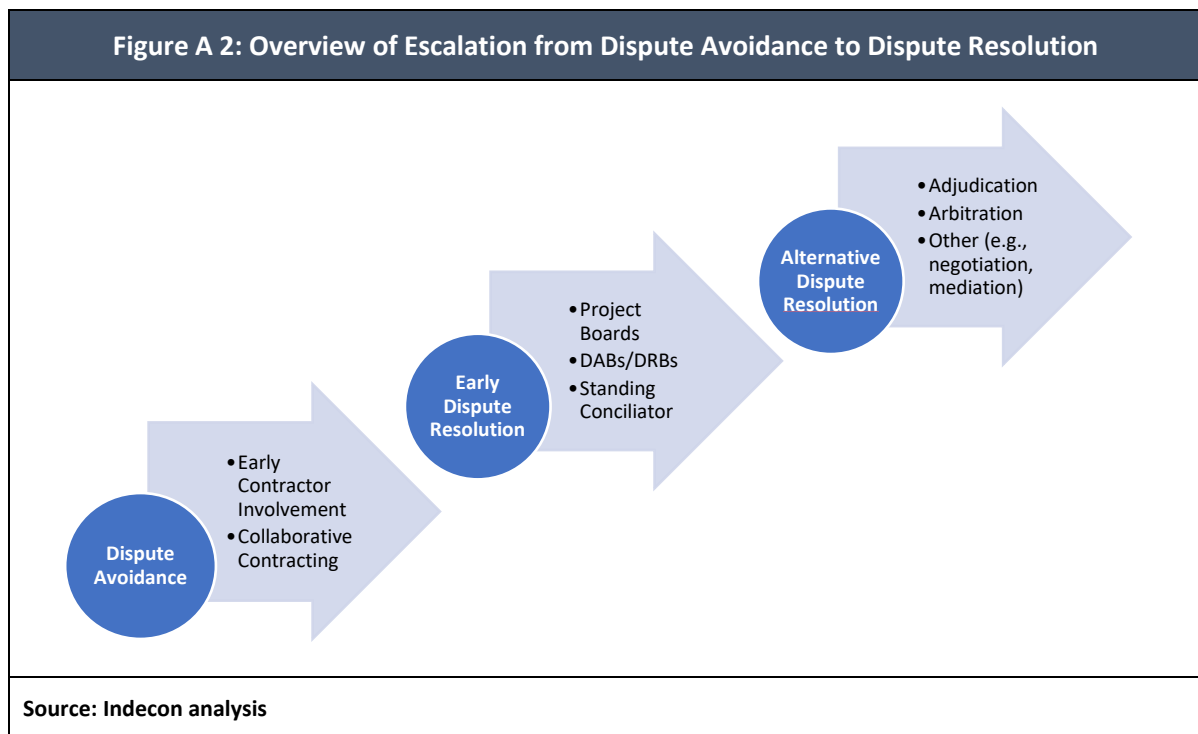 Figure A 2: Overview of Escalation from Dispute Avoidance to Dispute Resolution
Dispute
Avoidance
•Early
Contractor
Involvement
•Collaborative
Contracting
Early
Dispute
Resolution
•Project
Boards
•DABs/DRBs
•Standing
Conciliator
Alternative
Dispute
Resolution
•Adjudication
•Arbitration
•Other (e.g.,
negotiation,
mediation)
Source: Indecon analysis